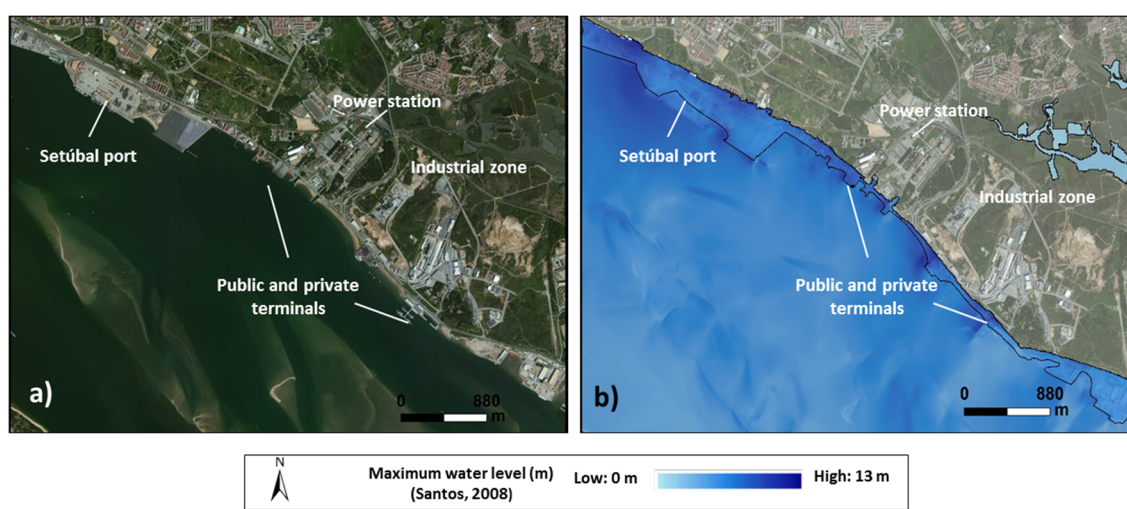 Power station
Setúbal port
Industrial zone
Public and private
terminals
a)
0 880
m
Power station
Setúbal port
Industrial zone
Public and private
terminals
b)
0 880
m
N
Maximum water level (m)
(Santos, 2008)
Low: 0 m
High: 13 m